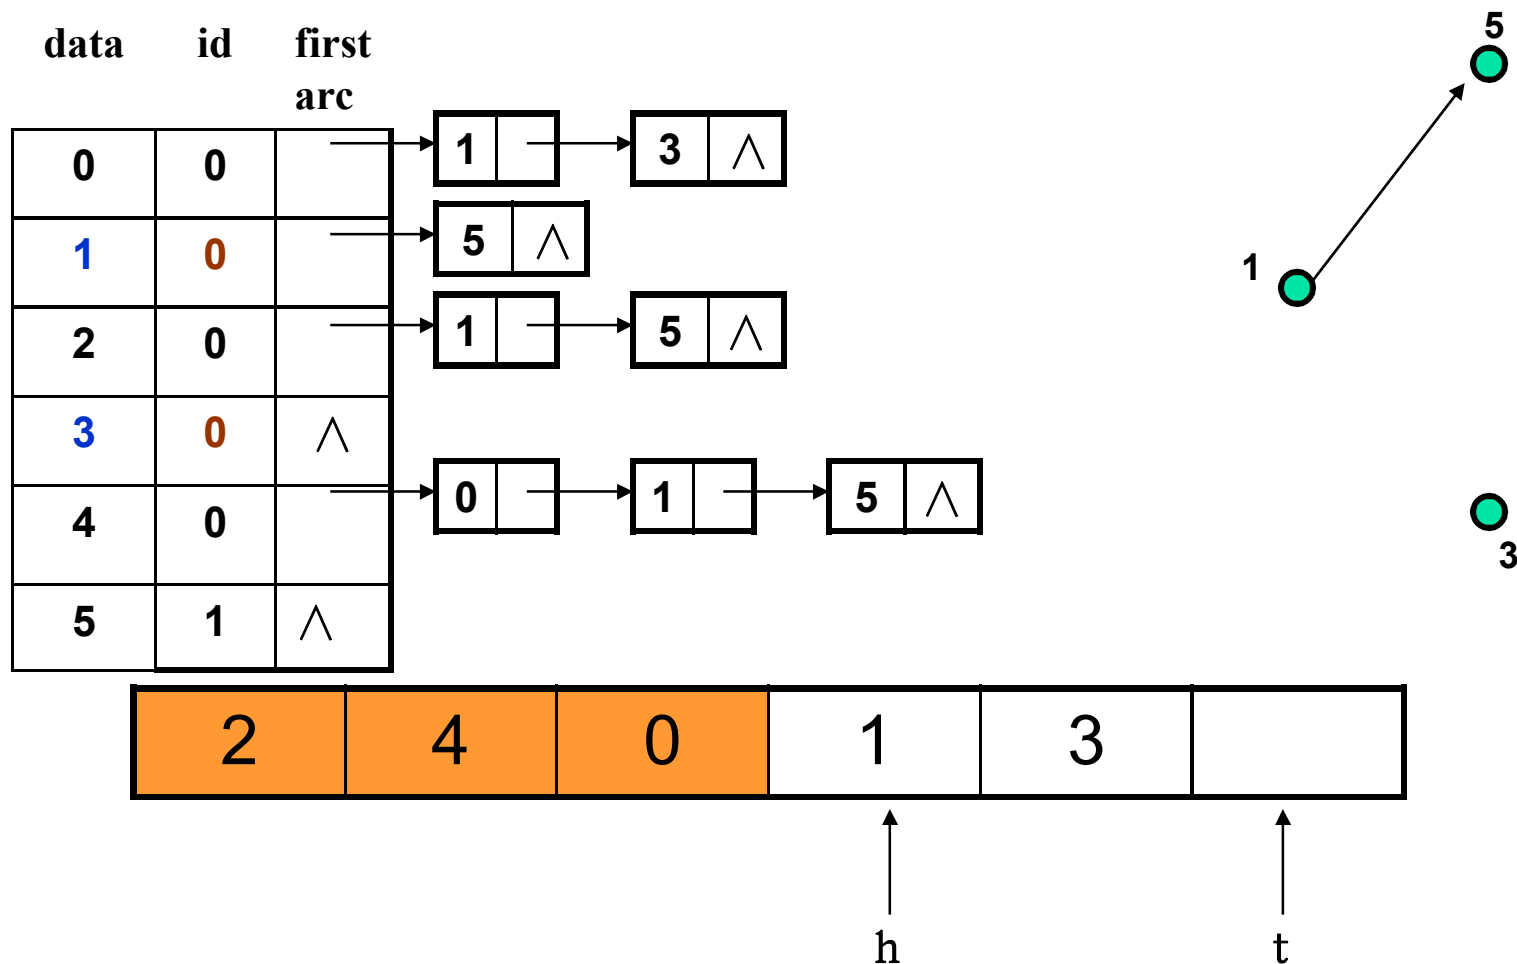 data id first
arc
0 0 1 3 ∧
1 0 5 ∧
2 0 1 5 ∧
3 0 ∧
4 0 0 1 5 ∧
5 1 ∧
5
1
3
2 4 0 1 3
h t